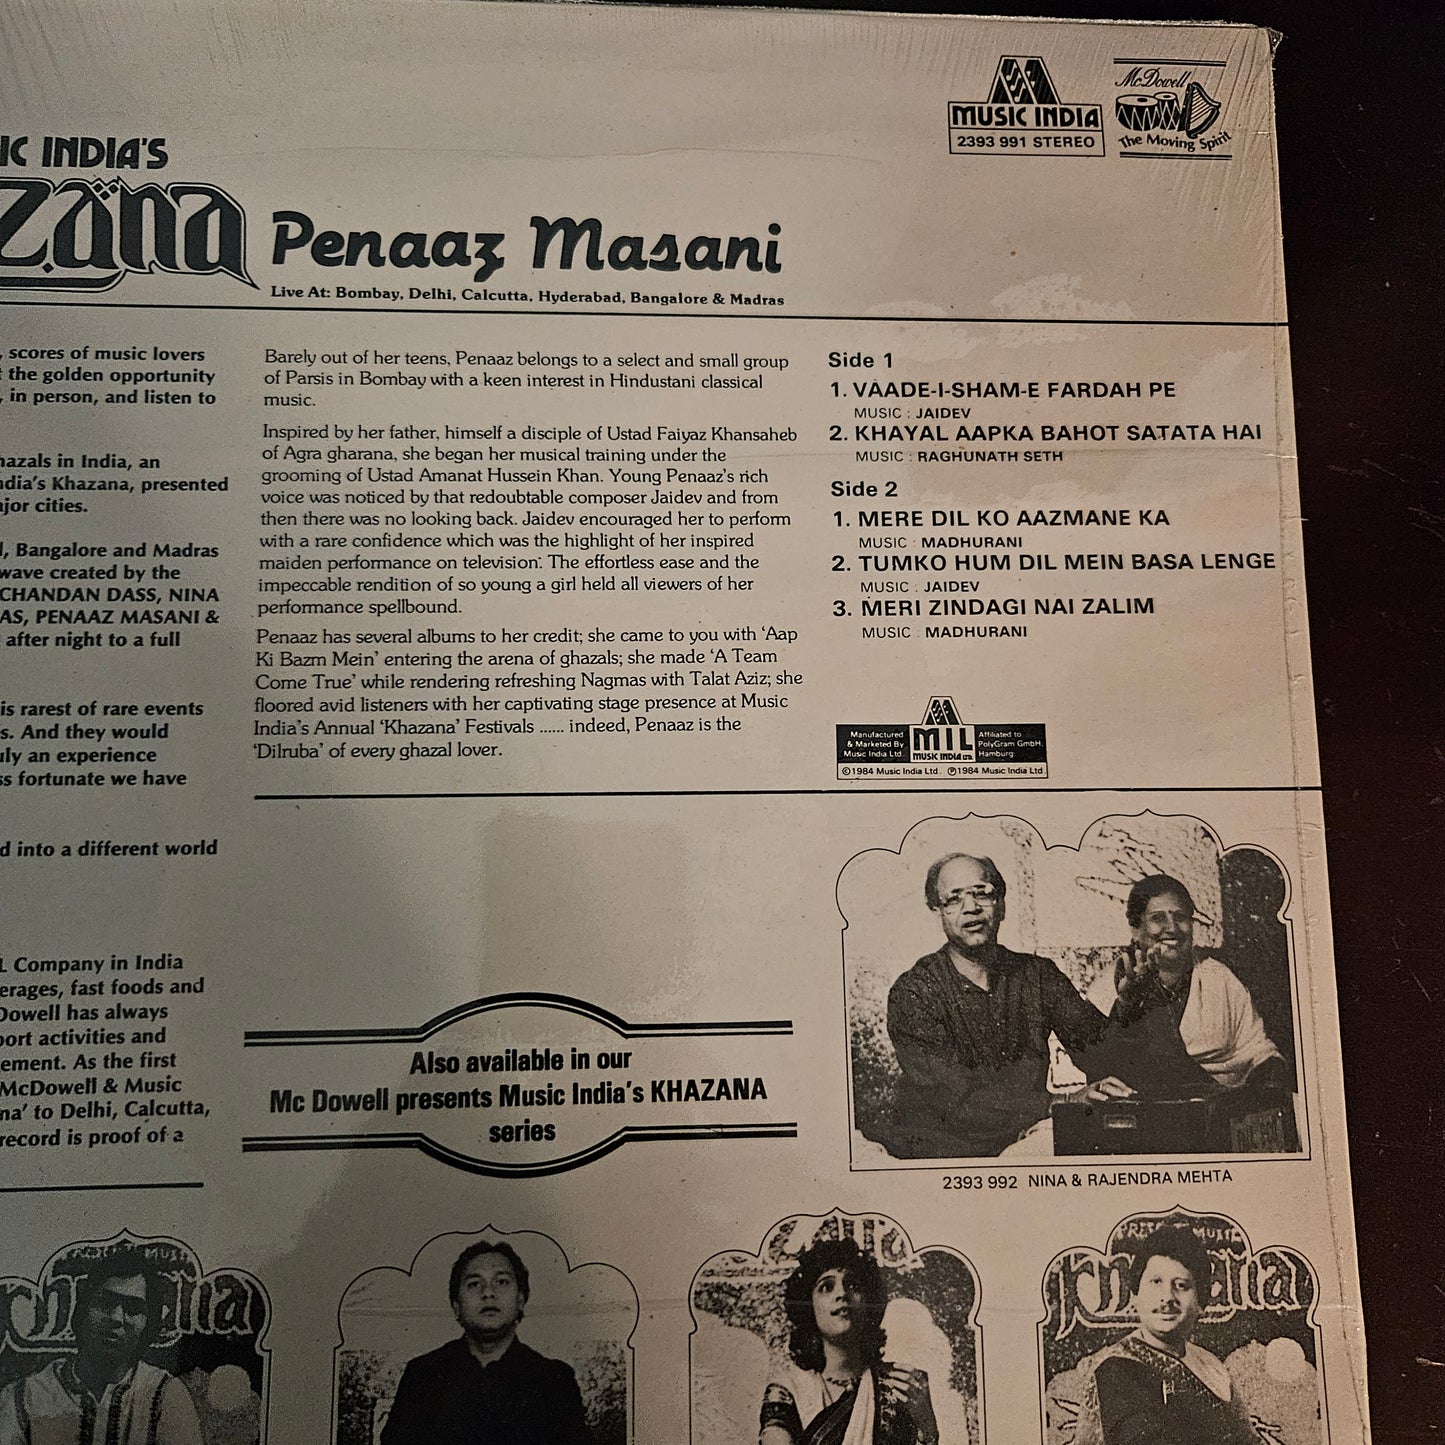 IC INDIA'S
zana
Penaaz Masani
Live At: Bombay, Delhi, Calcutta, Hyderabad, Bangalore & Madras
MUSIC INDIA
2393 991 STEREO
McDowell
The Moving Spirit
, scores of music lovers
the golden opportunity
, in person, and listen to
hazals in India, an
ndia's Khazana, presented
ajor cities.
, Bangalore and Madras
wave created by the
CHANDAN DASS, NINA
AS, PENAAZ MASANI &
after night to a full
is rarest of rare events
s. And they would
uly an experience
ss fortunate we have
d into a different world
L Company in India
erages, fast foods and
Dowell has always
port activities and
ement. As the first
McDowell & Music
na' to Delhi, Calcutta,
record is proof of a
Barely out of her teens, Penaaz belongs to a select and small group
of Parsis in Bombay with a keen interest in Hindustani classical
music.
Inspired by her father, himself a disciple of Ustad Faiyaz Khansaheb
of Agra gharana, she began her musical training under the
grooming of Ustad Amanat Hussein Khan. Young Penaaz's rich
voice was noticed by that redoubtable composer Jaidev and from
then there was no looking back. Jaidev encouraged her to perform
with a rare confidence which was the highlight of her inspired
maiden performance on television. The effortless ease and the
impeccable rendition of so young a girl held all viewers of her
performance spellbound.
Penaaz has several albums to her credit; she came to you with 'Aap
Ki Bazm Mein' entering the arena of ghazals; she made 'A Team
Come True' while rendering refreshing Nagmas with Talat Aziz; she
floored avid listeners with her captivating stage presence at Music
India's Annual 'Khazana' Festivals ...... indeed, Penaaz is the
'Dilruba' of every ghazal lover.
Side 1
1. VAADE-I-SHAM-E FARDAH PE
MUSIC : JAIDEV
2. KHAYAL AAPKA BAHOT SATATA HAI
MUSIC : RAGHUNATH SETH
Side 2
1. MERE DIL KO AAZMANE KA
MUSIC : MADHURANI
2. TUMKO HUM DIL MEIN BASA LENGE
MUSIC : JAIDEV
3. MERI ZINDAGI NAI ZALIM
MUSIC : MADHURANI
Manufactured
& Marketed By
Music India Ltd.
MIL
MUSIC INDIA LTD.
Affiliated to
PolyGram GmbH,
Hamburg
©1984 Music India Ltd. ℗1984 Music India Ltd
Also available in our
Mc Dowell presents Music India's KHAZANA
series
2393 992 NINA & RAJENDRA MEHTA